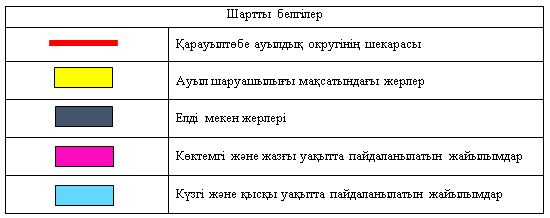 Шартты белгілер
Қарауылтөбе ауылдық округінің шекарасы
Ауыл шаруашылығы мақсатындағы жерлер
Елді мекен жерлері
Көктемгі және жазғы уақытта пайдаланылатын жайылымдар
Күзгі және қысқы уақытта пайдаланылатын жайылымдар